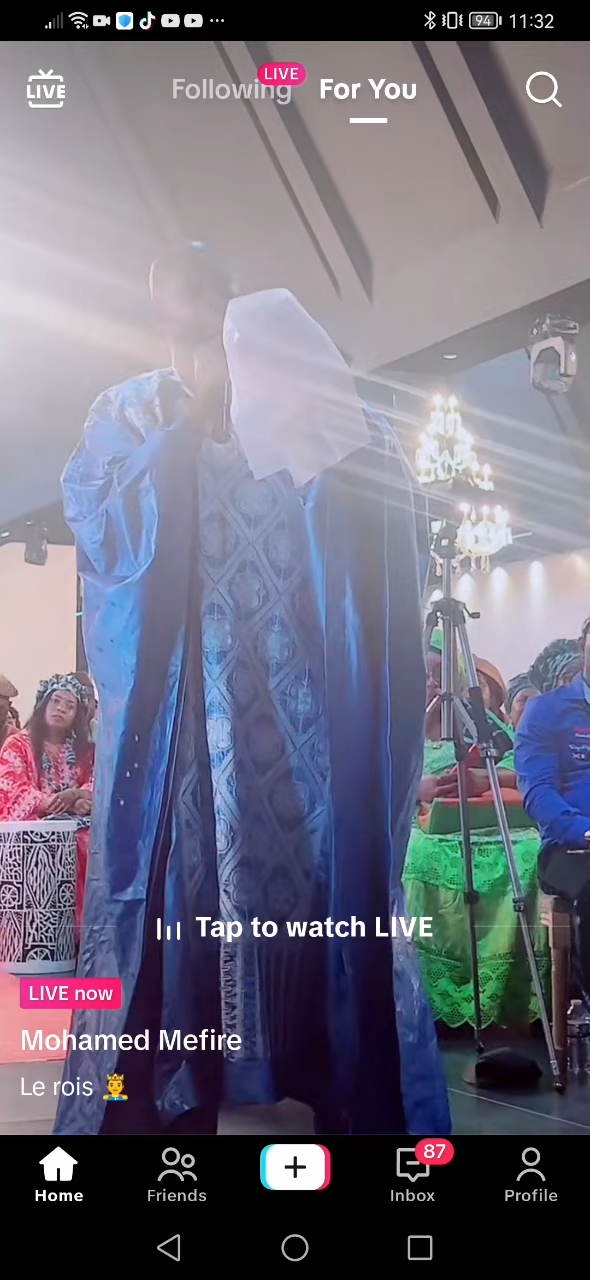 94 11:32
LIVE
Following LIVE For You
Tap to watch LIVE
LIVE now
Mohamed Mefire
Le rois 🤴
87
Home Friends Inbox Profile